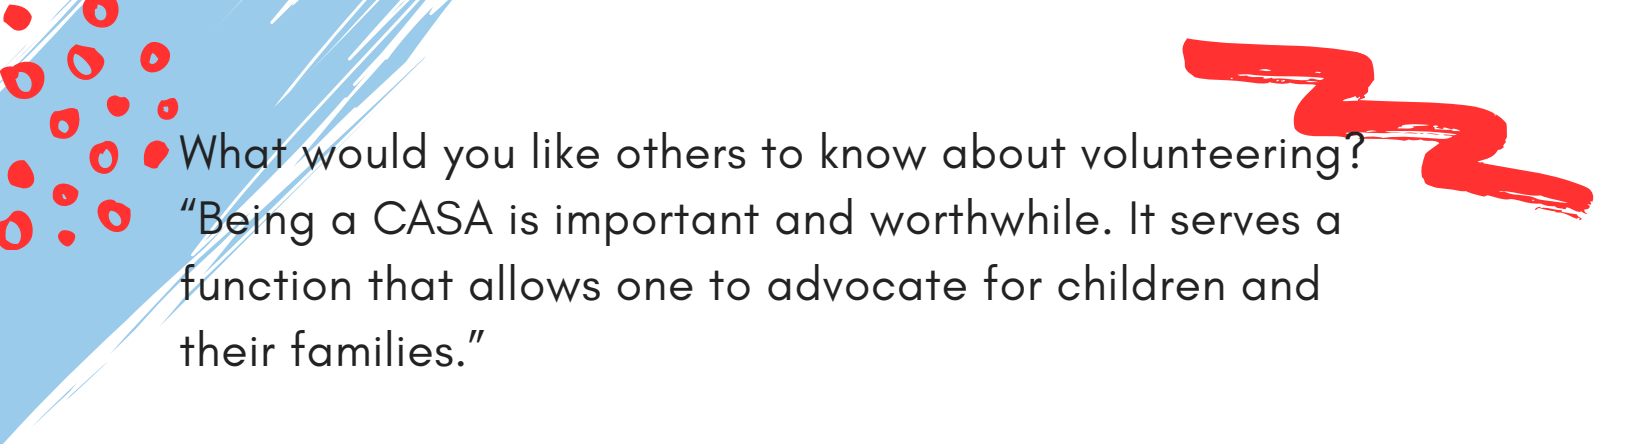 What would you like others to know about volunteering?
“Being a CASA is important and worthwhile. It serves a
function that allows one to advocate for children and
their families.”